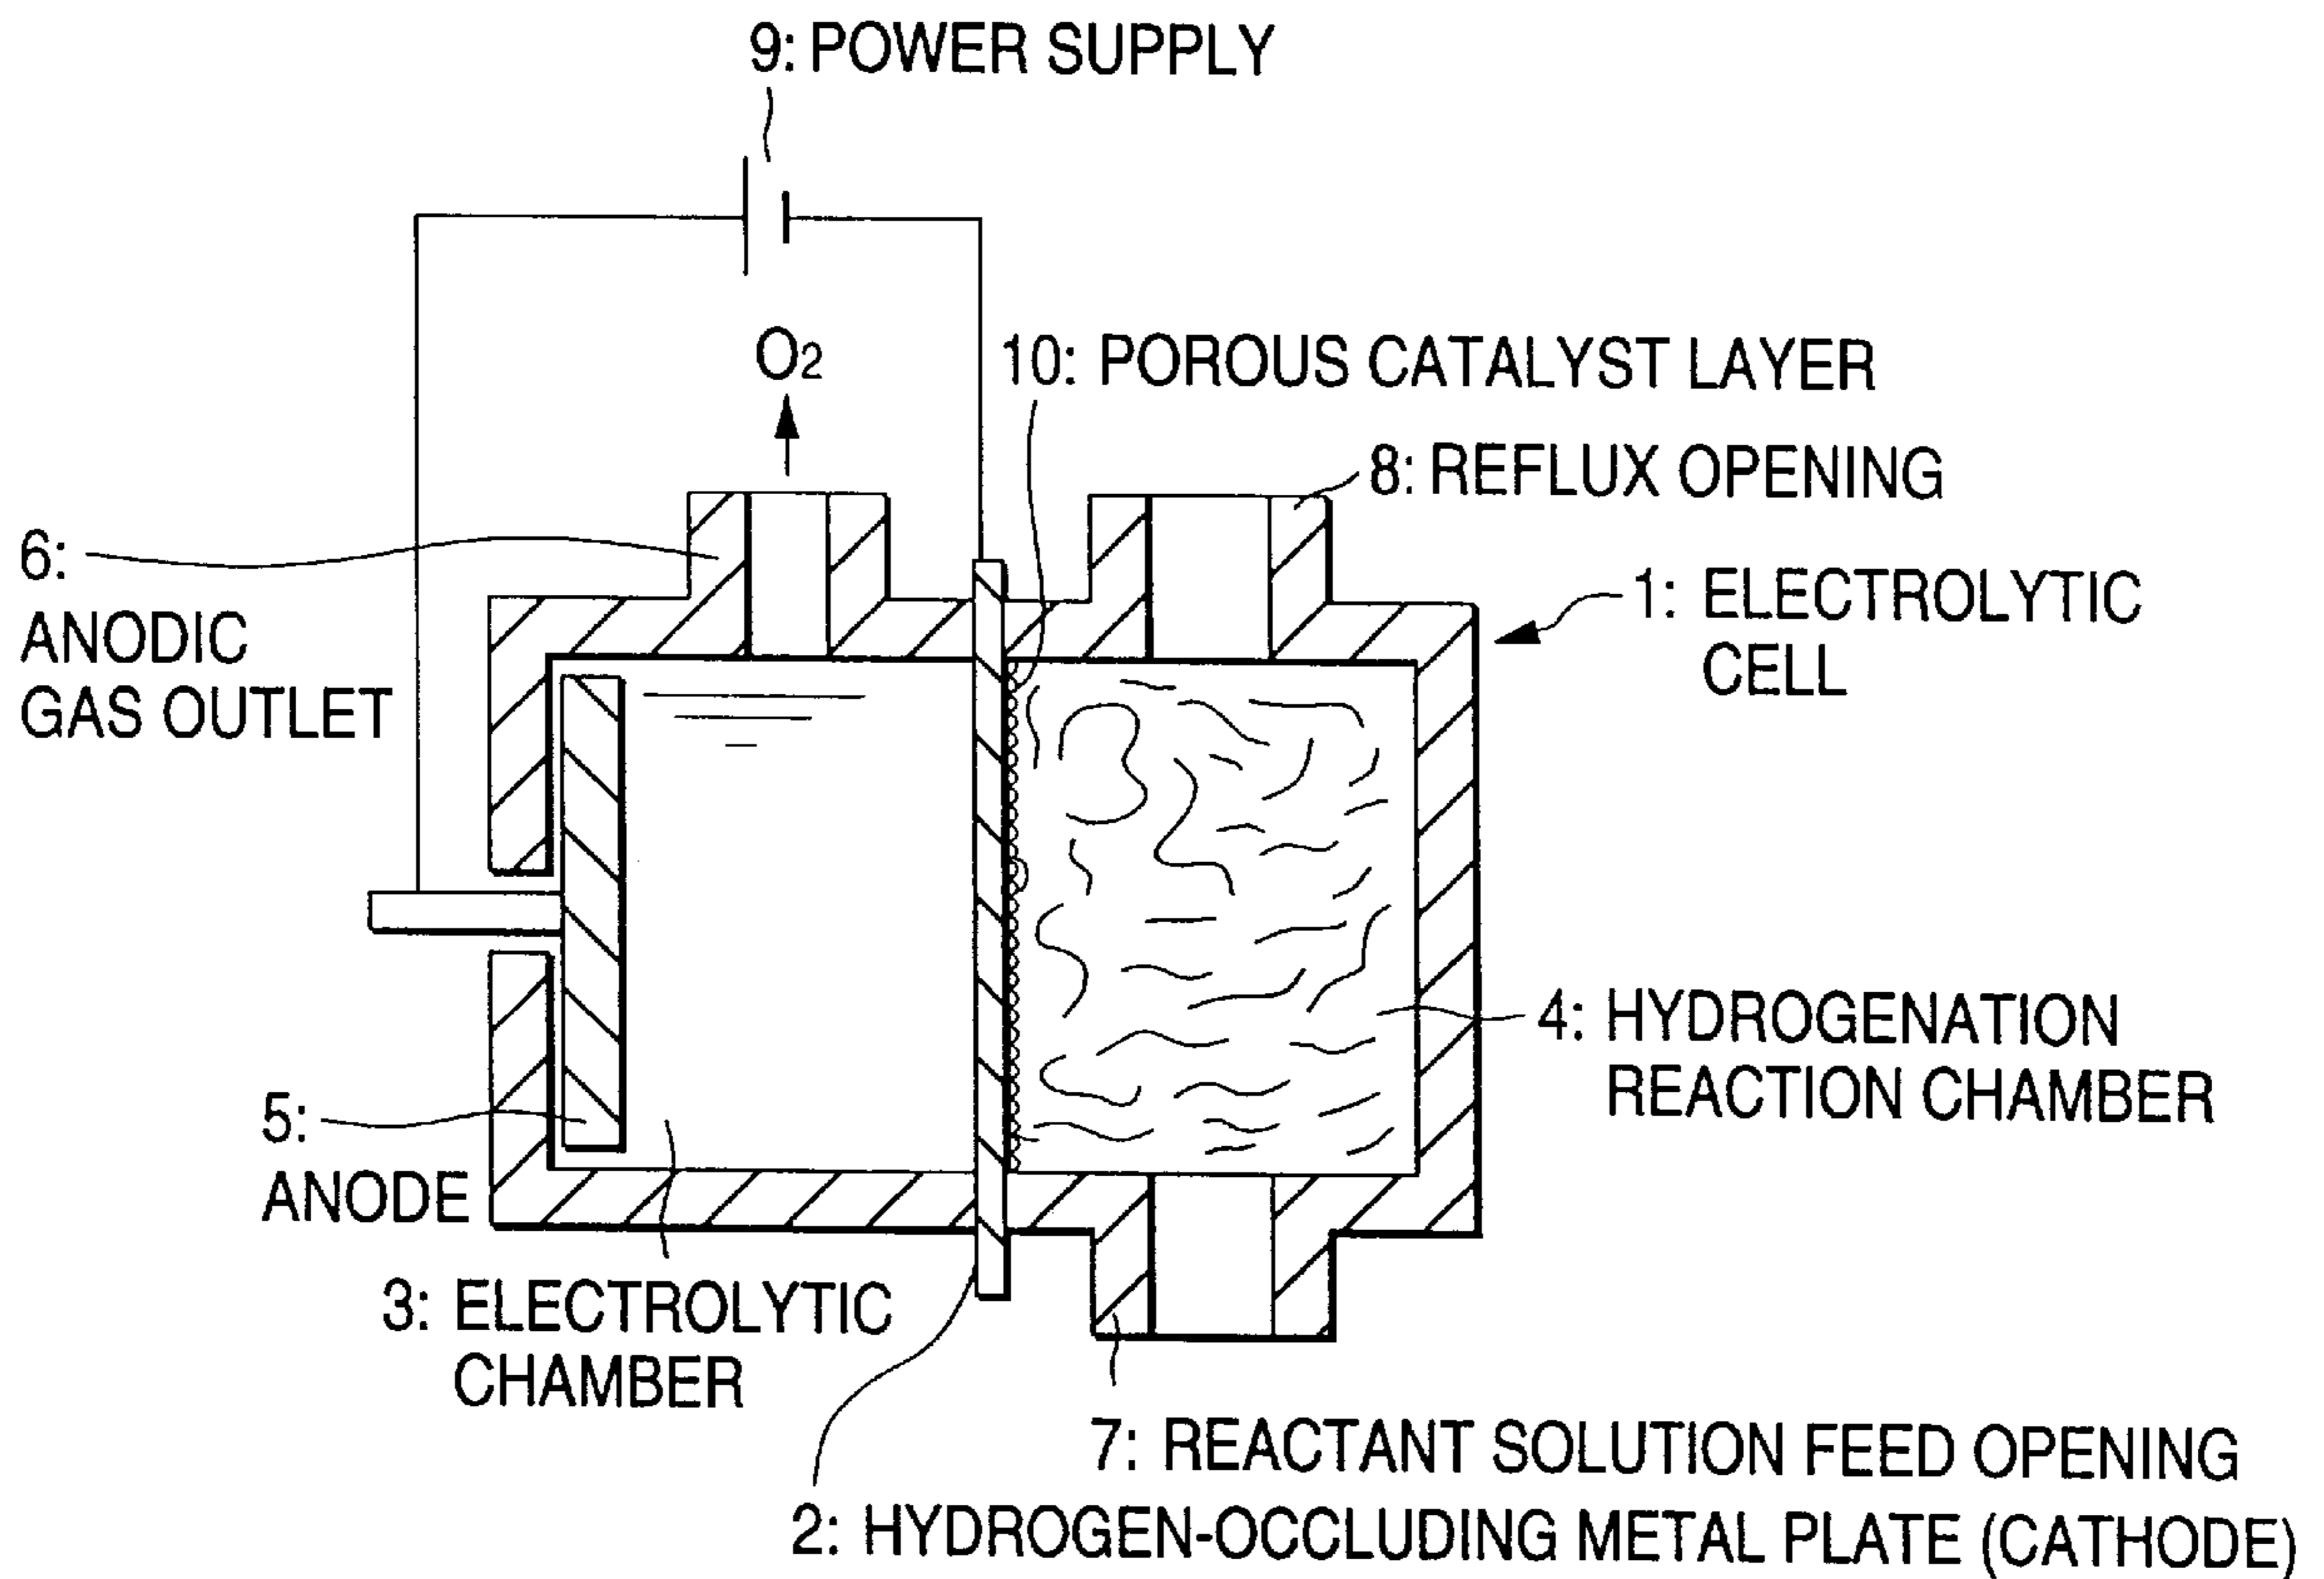 9: POWER SUPPLY
O2
10: POROUS CATALYST LAYER
8: REFLUX OPENING
6:
ANODIC
GAS OUTLET
1: ELECTROLYTIC
CELL
4: HYDROGENATION
REACTION CHAMBER
5:
ANODE
3: ELECTROLYTIC
CHAMBER
7: REACTANT SOLUTION FEED OPENING
2: HYDROGEN-OCCLUDING METAL PLATE (CATHODE)